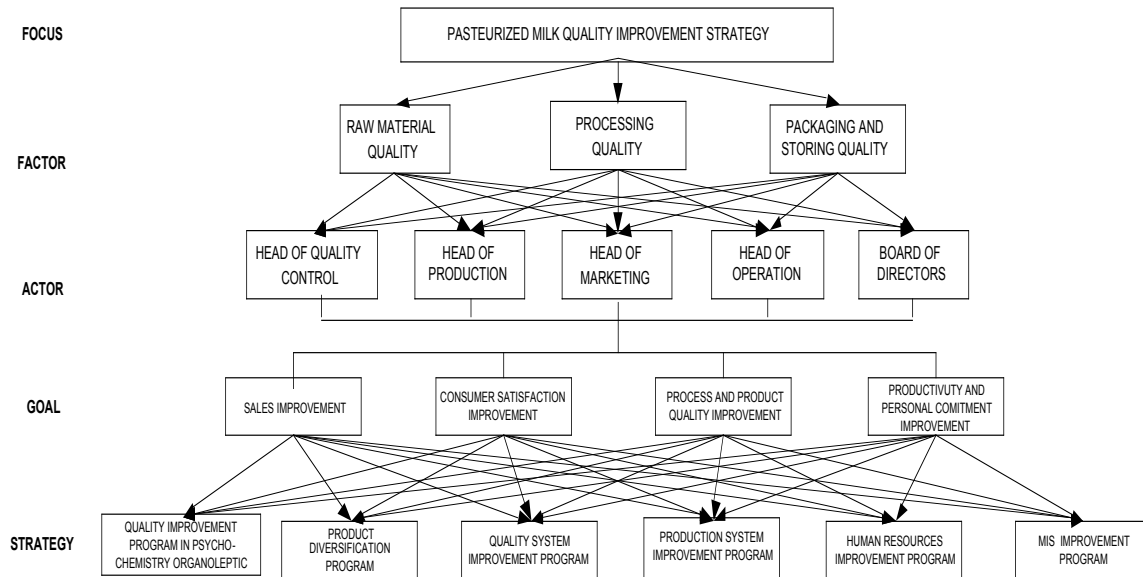 FOCUS
PASTEURIZED MILK QUALITY IMPROVEMENT STRATEGY
FACTOR
RAW MATERIAL
QUALITY
PROCESSING
QUALITY
PACKAGING AND
STORING QUALITY
ACTOR
HEAD OF QUALITY
CONTROL
HEAD OF
PRODUCTION
HEAD OF
MARKETING
HEAD OF
OPERATION
BOARD OF
DIRECTORS
GOAL
SALES IMPROVEMENT
CONSUMER SATISFACTION
IMPROVEMENT
PROCESS AND PRODUCT
QUALITY IMPROVEMENT
PRODUCTIVUTY AND
PERSONAL COMITMENT
IMPROVEMENT
STRATEGY
QUALITY IMPROVEMENT
PROGRAM IN PSYCHO-
CHEMISTRY ORGANOLEPTIC
PRODUCT
DIVERSIFICATION
PROGRAM
QUALITY SYSTEM
IMPROVEMENT PROGRAM
PRODUCTION SYSTEM
IMPROVEMENT PROGRAM
HUMAN RESOURCES
IMPROVEMENT PROGRAM
MIS IMPROVEMENT
PROGRAM